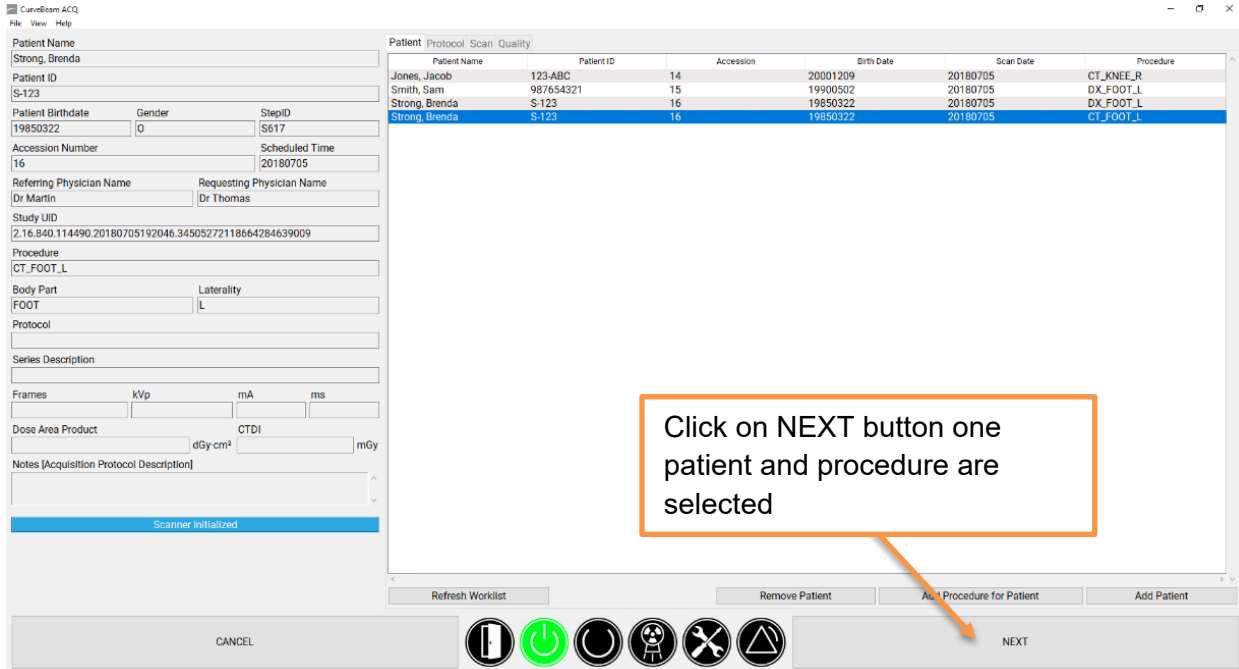 CurveBeam ACQ
File View Help
Patient Name
Strong, Brenda
Patient ID
S-123
Patient Birthdate Gender StepID
19850322 O S617
Accession Number Scheduled Time
16 20180705
Referring Physician Name Requesting Physician Name
Dr Martin Dr Thomas
Study UID
2.16.840.114490.20180705192046.34505272118664284639009
Procedure
CT_FOOT_L
Body Part Laterality
FOOT L
Protocol
Series Description
Frames kVp mA ms
Dose Area Product CTDI
dGy·cm² mGy
Notes [Acquisition Protocol Description]
Scanner Initialized
Patient Protocol Scan Quality
Patient Name Patient ID Accession Birth Date Scan Date Procedure
Jones, Jacob 123-ABC 14 20001209 20180705 CT_KNEE_R
Smith, Sam 987654321 15 19900502 20180705 DX_FOOT_L
Strong, Brenda S-123 16 19850322 20180705 DX_FOOT_L
Strong, Brenda S-123 16 19850322 20180705 CT_FOOT_L
Click on NEXT button one
patient and procedure are
selected
Refresh Worklist Remove Patient Add Procedure for Patient Add Patient
CANCEL NEXT